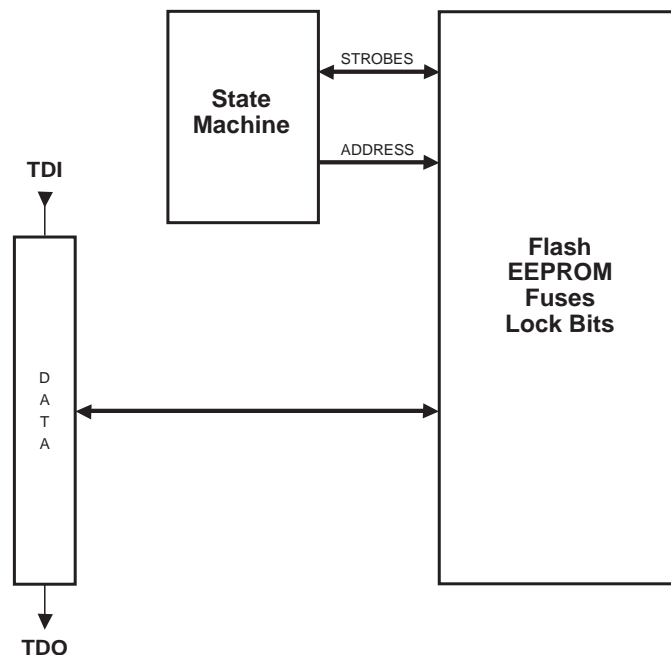 STROBES
State
Machine
ADDRESS
TDI
Flash
EEPROM
Fuses
Lock Bits
D
A
T
A
TDO